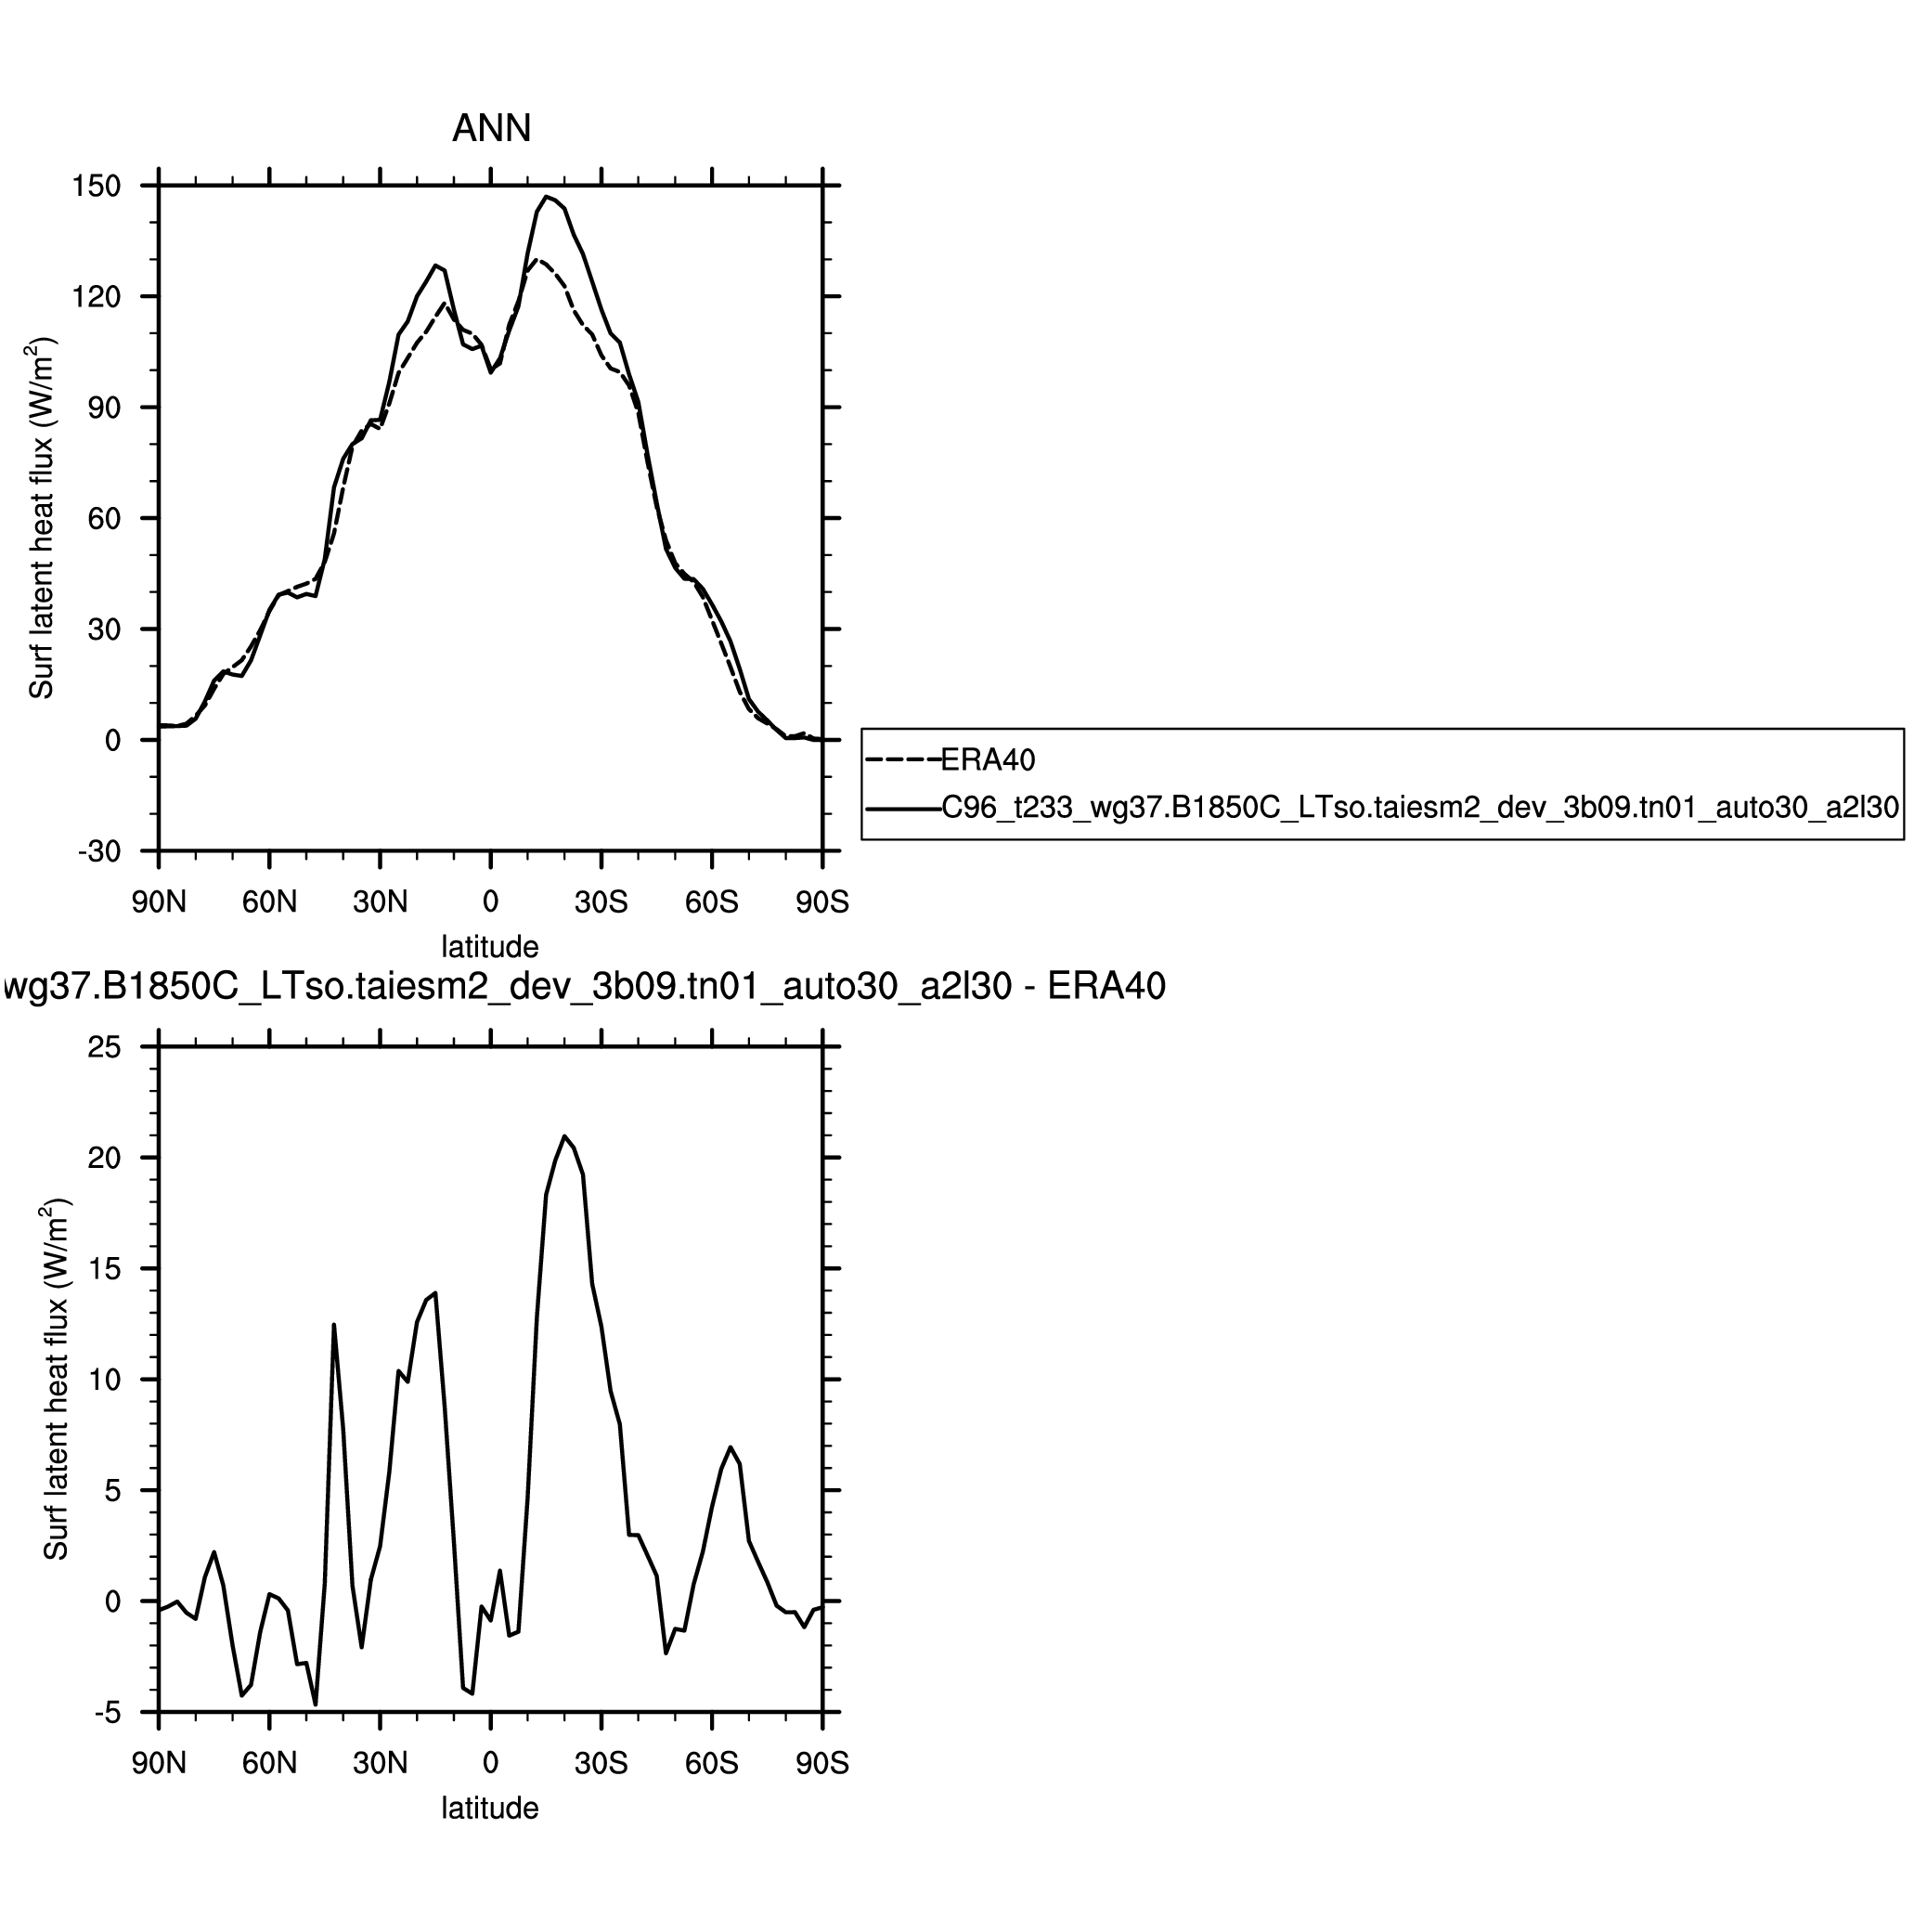 ANN
Surf latent heat flux (W/m²)
150
120
90
60
30
0
-30
90N 60N 30N 0 30S 60S 90S
latitude
ERA40
C96_t233_wg37.B1850C_LTso.taiesm2_dev_3b09.tn01_auto30_a2l30
wg37.B1850C_LTso.taiesm2_dev_3b09.tn01_auto30_a2l30 - ERA40
Surf latent heat flux (W/m²)
25
20
15
10
5
0
-5
90N 60N 30N 0 30S 60S 90S
latitude